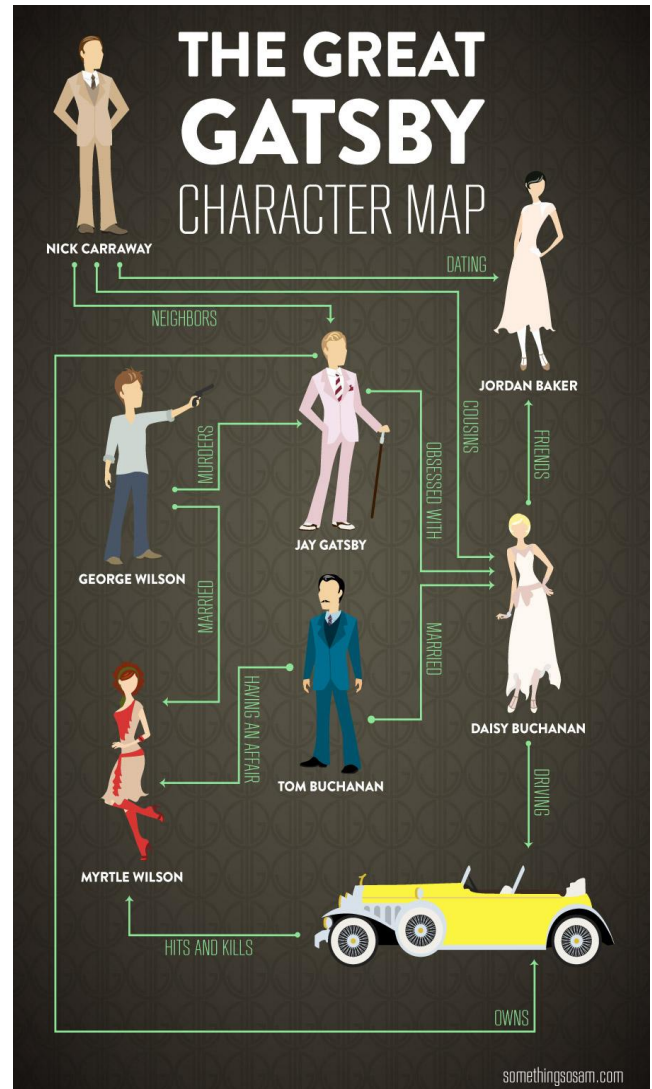 THE GREAT
GATSBY
CHARACTER MAP
NICK CARRAWAY
DATING
NEIGHBORS
JORDAN BAKER
COUSINS
FRIENDS
MURDERS
OBSESSED WITH
JAY GATSBY
GEORGE WILSON
MARRIED
MARRIED
HAVING AN AFFAIR
DAISY BUCHANAN
TOM BUCHANAN
DRIVING
MYRTLE WILSON
HITS AND KILLS
OWNS
somethingsosam.com